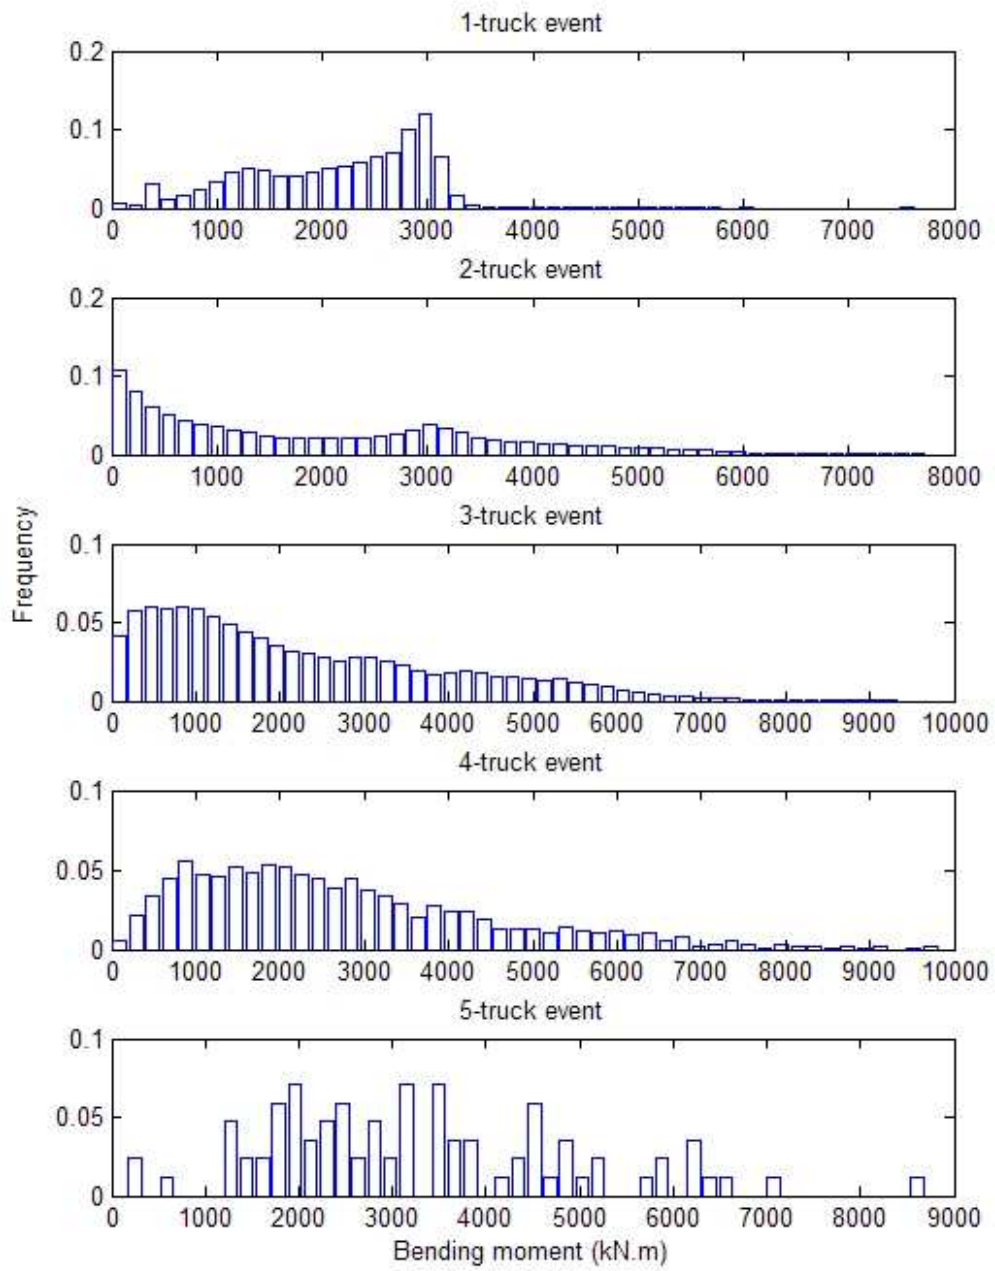 1-truck event
0.2
0.1
0
0 1000 2000 3000 4000 5000 6000 7000 8000
2-truck event
0.2
0.1
0
0 1000 2000 3000 4000 5000 6000 7000 8000
Frequency
3-truck event
0.1
0.05
0
0 1000 2000 3000 4000 5000 6000 7000 8000 9000 10000
4-truck event
0.1
0.05
0
0 1000 2000 3000 4000 5000 6000 7000 8000 9000 10000
5-truck event
0.1
0.05
0
0 1000 2000 3000 4000 5000 6000 7000 8000 9000
Bending moment (kN.m)